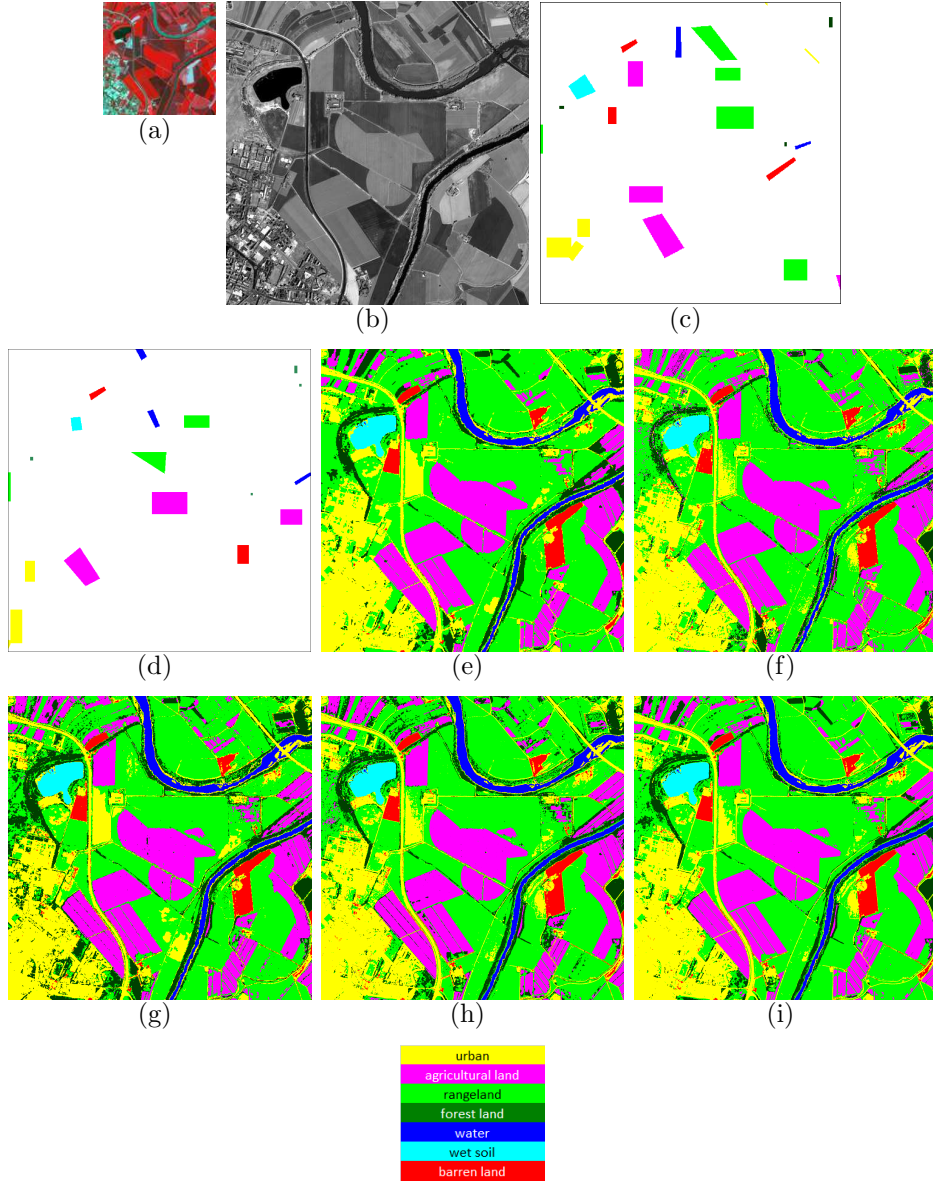 (a)
(b)
(c)
(d)
(e)
(f)
(g)
(h)
(i)
urban
agricultural land
rangeland
forest land
water
wet soil
barren land